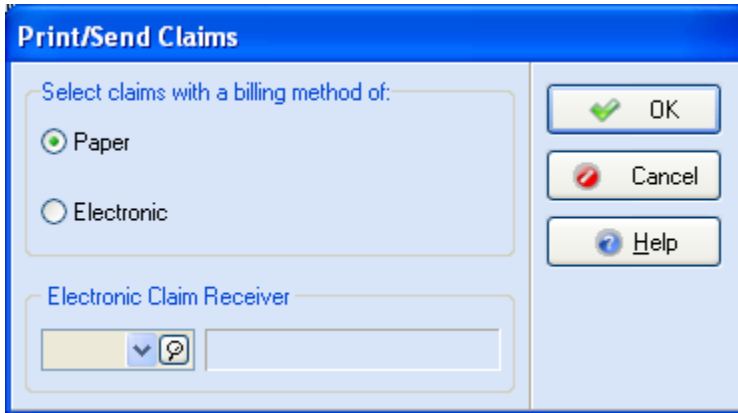 Print/Send Claims
Select claims with a billing method of:
Paper
Electronic
OK
Cancel
Help
Electronic Claim Receiver